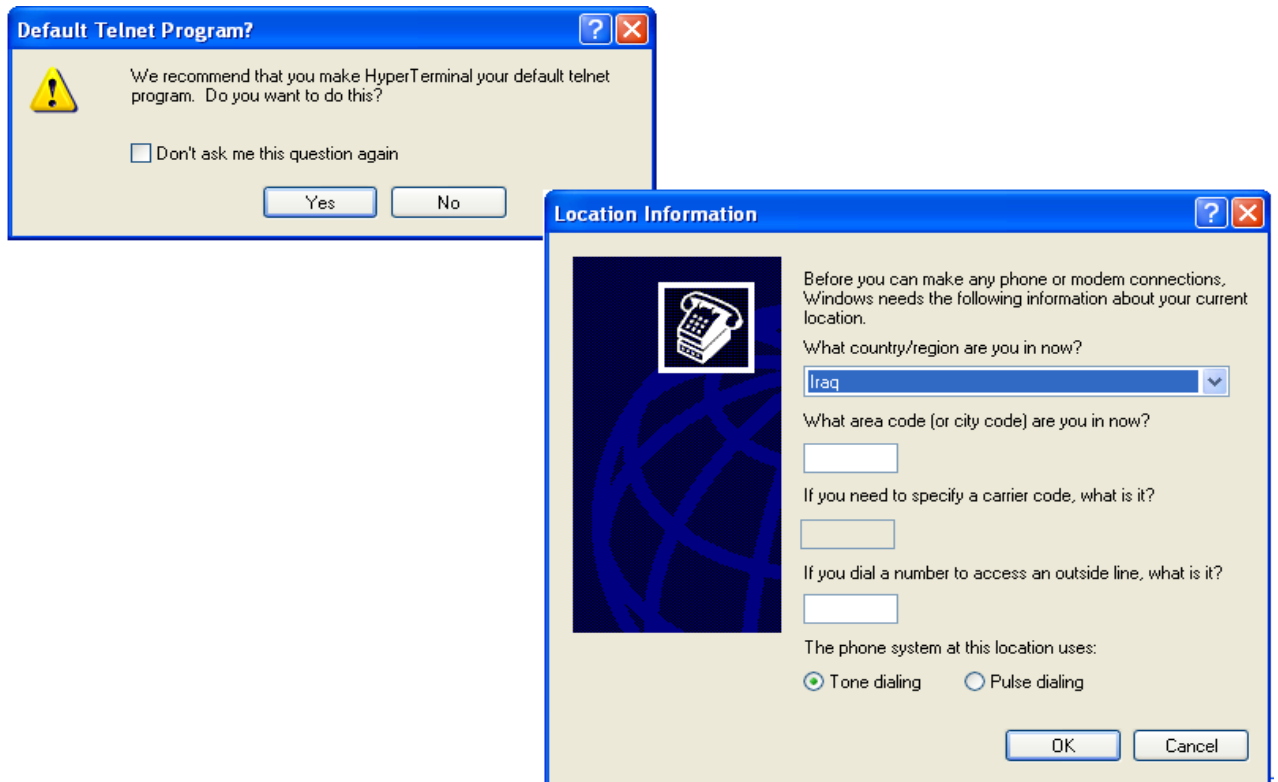 Default Telnet Program?
We recommend that you make HyperTerminal your default telnet
program. Do you want to do this?
Don't ask me this question again
Yes No
Location Information
Before you can make any phone or modem connections,
Windows needs the following information about your current
location.
What country/region are you in now?
Iraq
What area code (or city code) are you in now?
If you need to specify a carrier code, what is it?
If you dial a number to access an outside line, what is it?
The phone system at this location uses:
Tone dialing Pulse dialing
OK Cancel